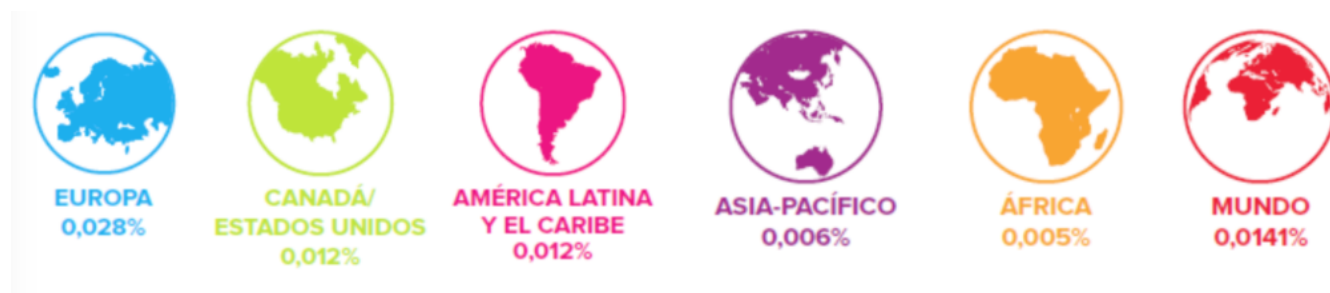 EUROPA
0,028%
CANADÁ/
ESTADOS UNIDOS
0,012%
AMÉRICA LATINA
Y EL CARIBE
0,012%
ASIA-PACÍFICO
0,006%
ÁFRICA
0,005%
MUNDO
0,0141%